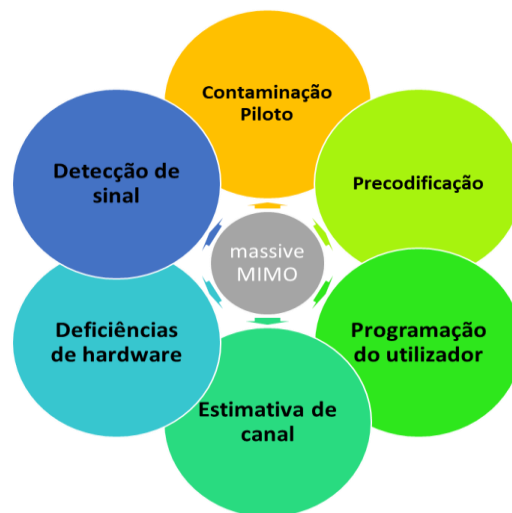 Contaminação
Piloto
Precodificação
Programação
do utilizador
Estimativa de
canal
Deficiências
de hardware
Detecção de
sinal
massive
MIMO